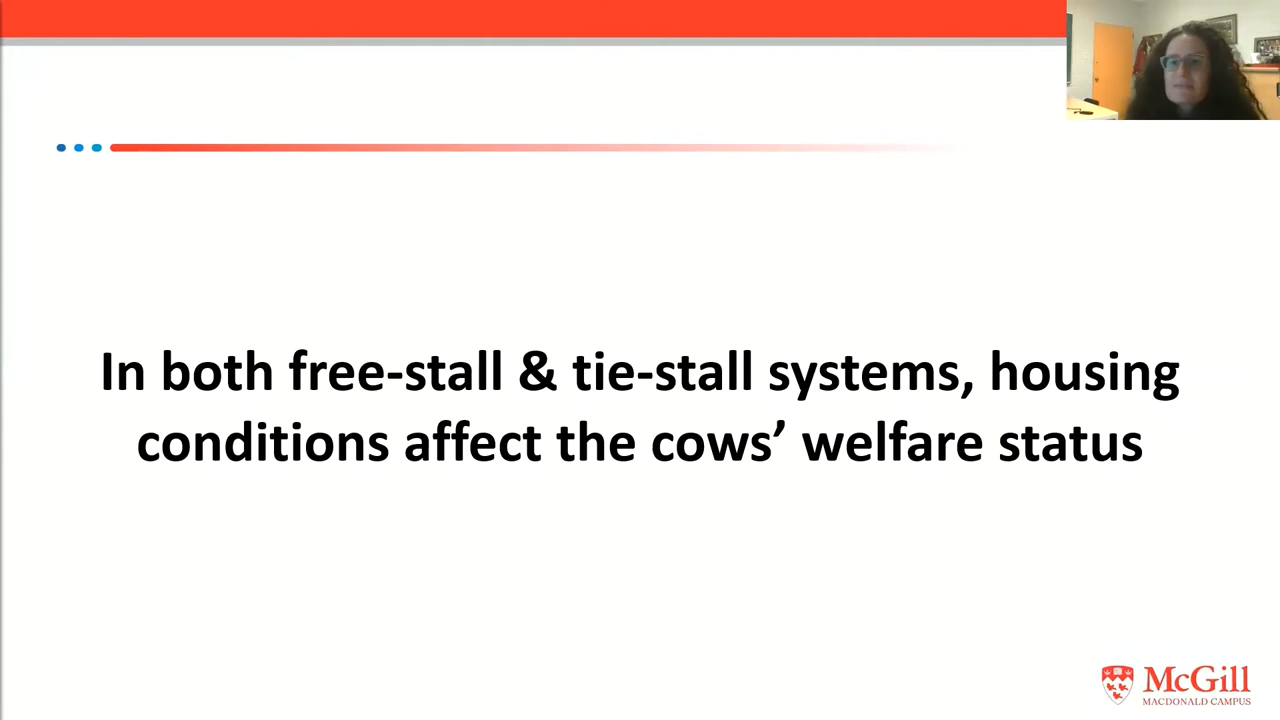 In both free-stall & tie-stall systems, housing
conditions affect the cows’ welfare status
McGill
MACDONALD CAMPUS